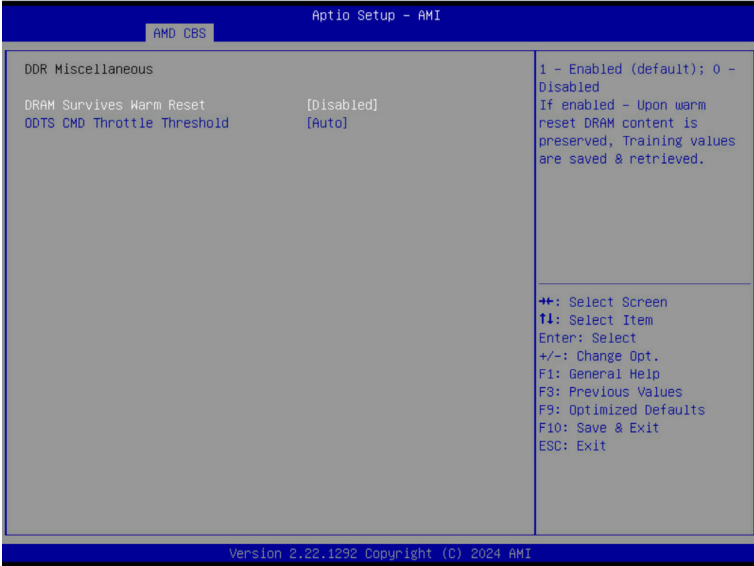 Aptio Setup – AMI
AMD CBS
DDR Miscellaneous
DRAM Survives Warm Reset [Disabled]
ODTS CMD Throttle Threshold [Auto]
1 – Enabled (default); 0 –
Disabled
If enabled – Upon warm
reset DRAM content is
preserved, Training values
are saved & retrieved.
→←: Select Screen
↑↓: Select Item
Enter: Select
+/-: Change Opt.
F1: General Help
F3: Previous Values
F9: Optimized Defaults
F10: Save & Exit
ESC: Exit
Version 2.22.1292 Copyright (C) 2024 AMI